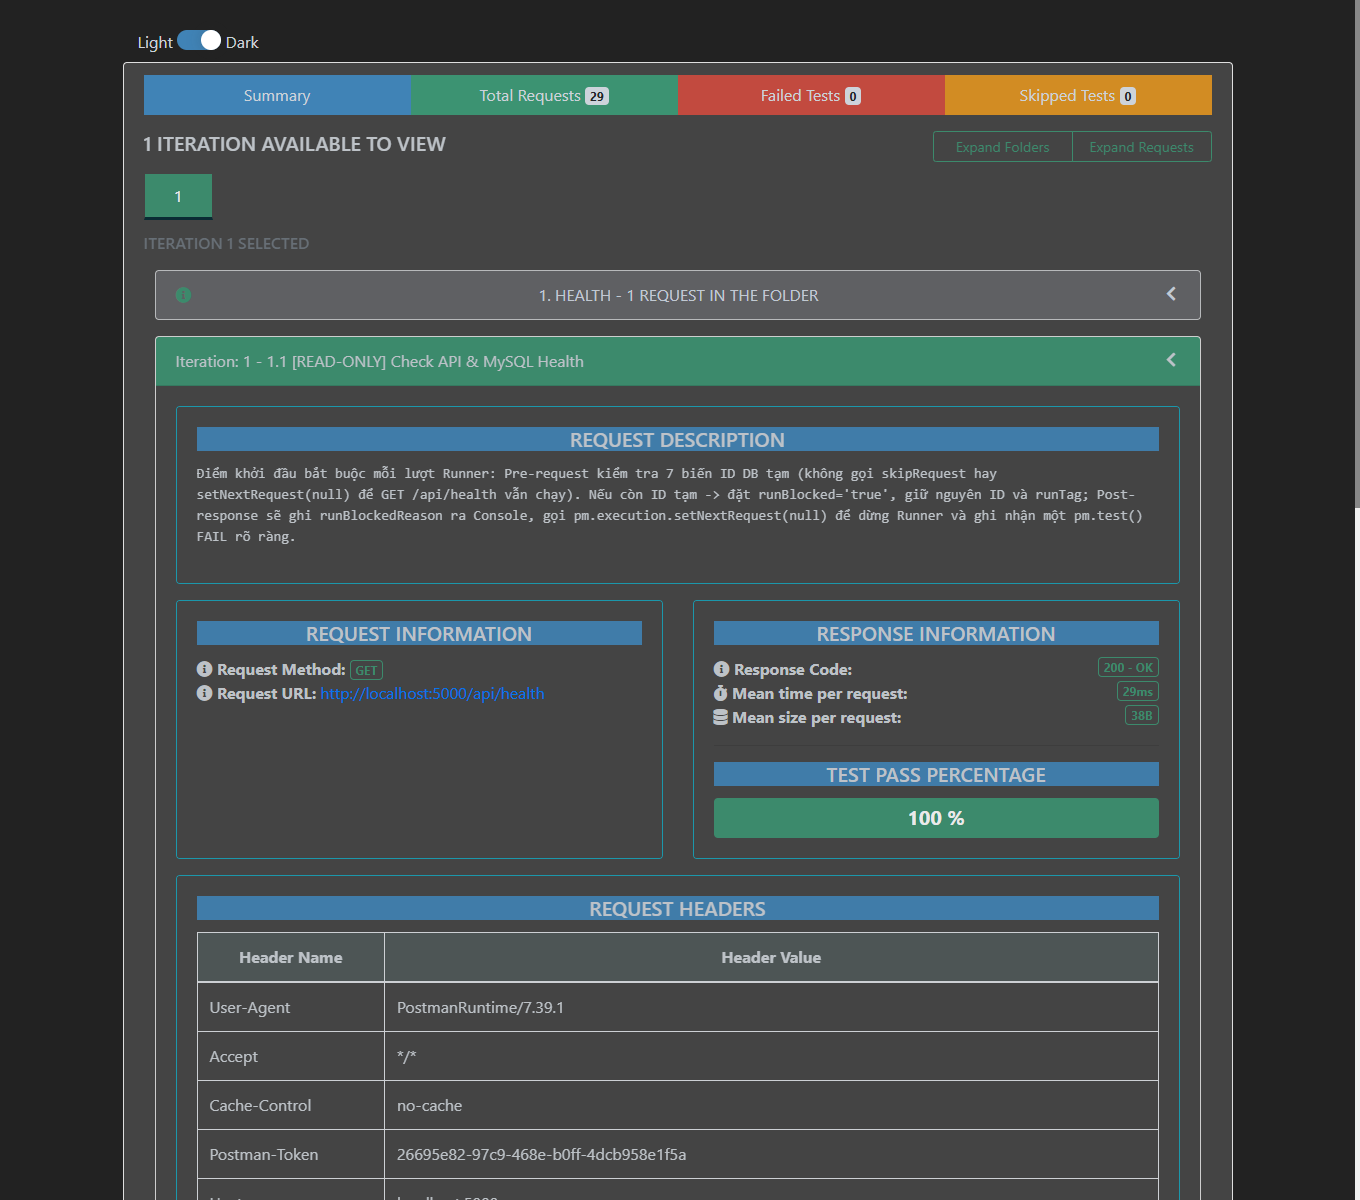 Light Dark
Summary Total Requests 29 Failed Tests 0 Skipped Tests 0
1 ITERATION AVAILABLE TO VIEW
Expand Folders Expand Requests
1
ITERATION 1 SELECTED
1. HEALTH - 1 REQUEST IN THE FOLDER
Iteration: 1 - 1.1 [READ-ONLY] Check API & MySQL Health
REQUEST DESCRIPTION
Điểm khởi đầu bắt buộc mỗi lượt Runner: Pre-request kiểm tra 7 biến ID DB tạm (không gọi skipRequest hay
setNextRequest(null) để GET /api/health vẫn chạy). Nếu còn ID tạm -> đặt runBlocked='true', giữ nguyên ID và runTag; Post-
response sẽ ghi runBlockedReason ra Console, gọi pm.execution.setNextRequest(null) để dừng Runner và ghi nhận một pm.test()
FAIL rõ ràng.
REQUEST INFORMATION
Request Method: GET
Request URL: http://localhost:5000/api/health
RESPONSE INFORMATION
Response Code: 200 - OK
Mean time per request: 29ms
Mean size per request: 38B
TEST PASS PERCENTAGE
100 %
REQUEST HEADERS
Header Name Header Value
User-Agent PostmanRuntime/7.39.1
Accept */*
Cache-Control no-cache
Postman-Token 26695e82-97c9-468e-b0ff-4dcb958e1f5a